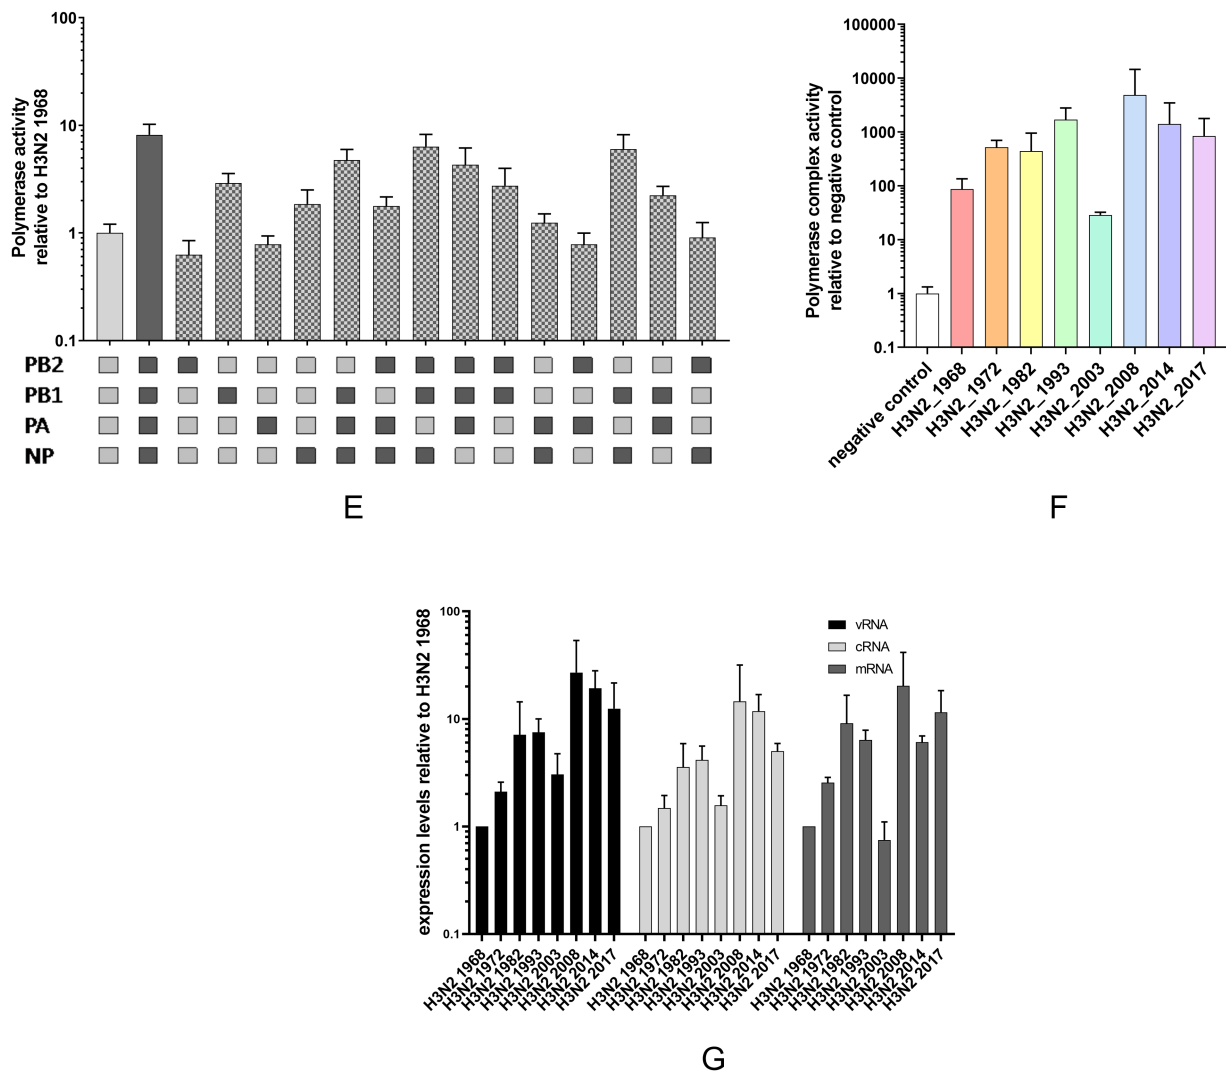 Polymerase activity
relative to H3N2 1968
100
10
1
0.1
PB2
PB1
PA
NP
E
Polymerase complex activity
relative to negative control
100000
10000
1000
100
10
1
0.1
negative control
H3N2_1968
H3N2_1972
H3N2_1982
H3N2_1993
H3N2_2003
H3N2_2008
H3N2_2014
H3N2_2017
F
expression levels relative to H3N2 1968
100
10
1
0.1
vRNA
cRNA
mRNA
H3N2 1968
H3N2 1972
H3N2 1982
H3N2 1993
H3N2 2003
H3N2 2008
H3N2 2014
H3N2 2017
H3N2 1968
H3N2 1972
H3N2 1982
H3N2 1993
H3N2 2003
H3N2 2008
H3N2 2014
H3N2 2017
H3N2 1968
H3N2 1972
H3N2 1982
H3N2 1993
H3N2 2003
H3N2 2008
H3N2 2014
H3N2 2017
G